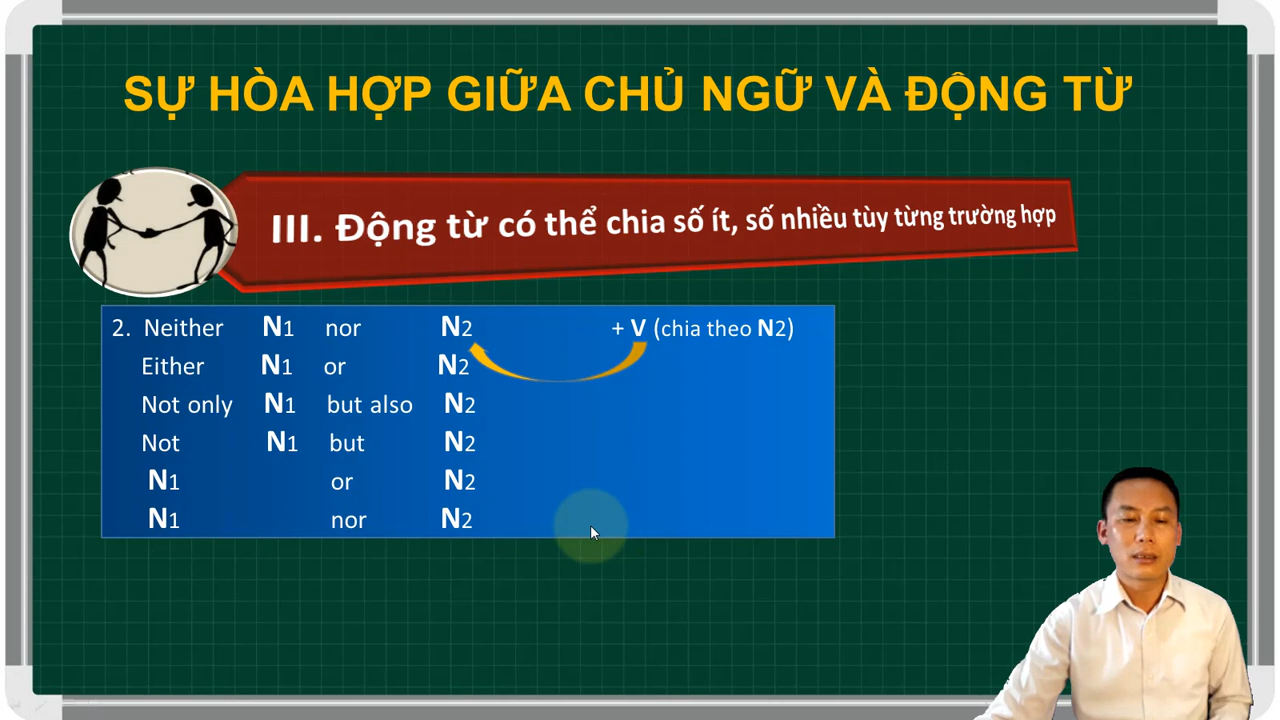 SỰ HÒA HỢP GIỮA CHỦ NGỮ VÀ ĐỘNG TỪ
III. Động từ có thể chia số ít, số nhiều tùy từng trường hợp
2. Neither N1 nor N2 + V (chia theo N2)
Either N1 or N2
Not only N1 but also N2
Not N1 but N2
N1 or N2
N1 nor N2